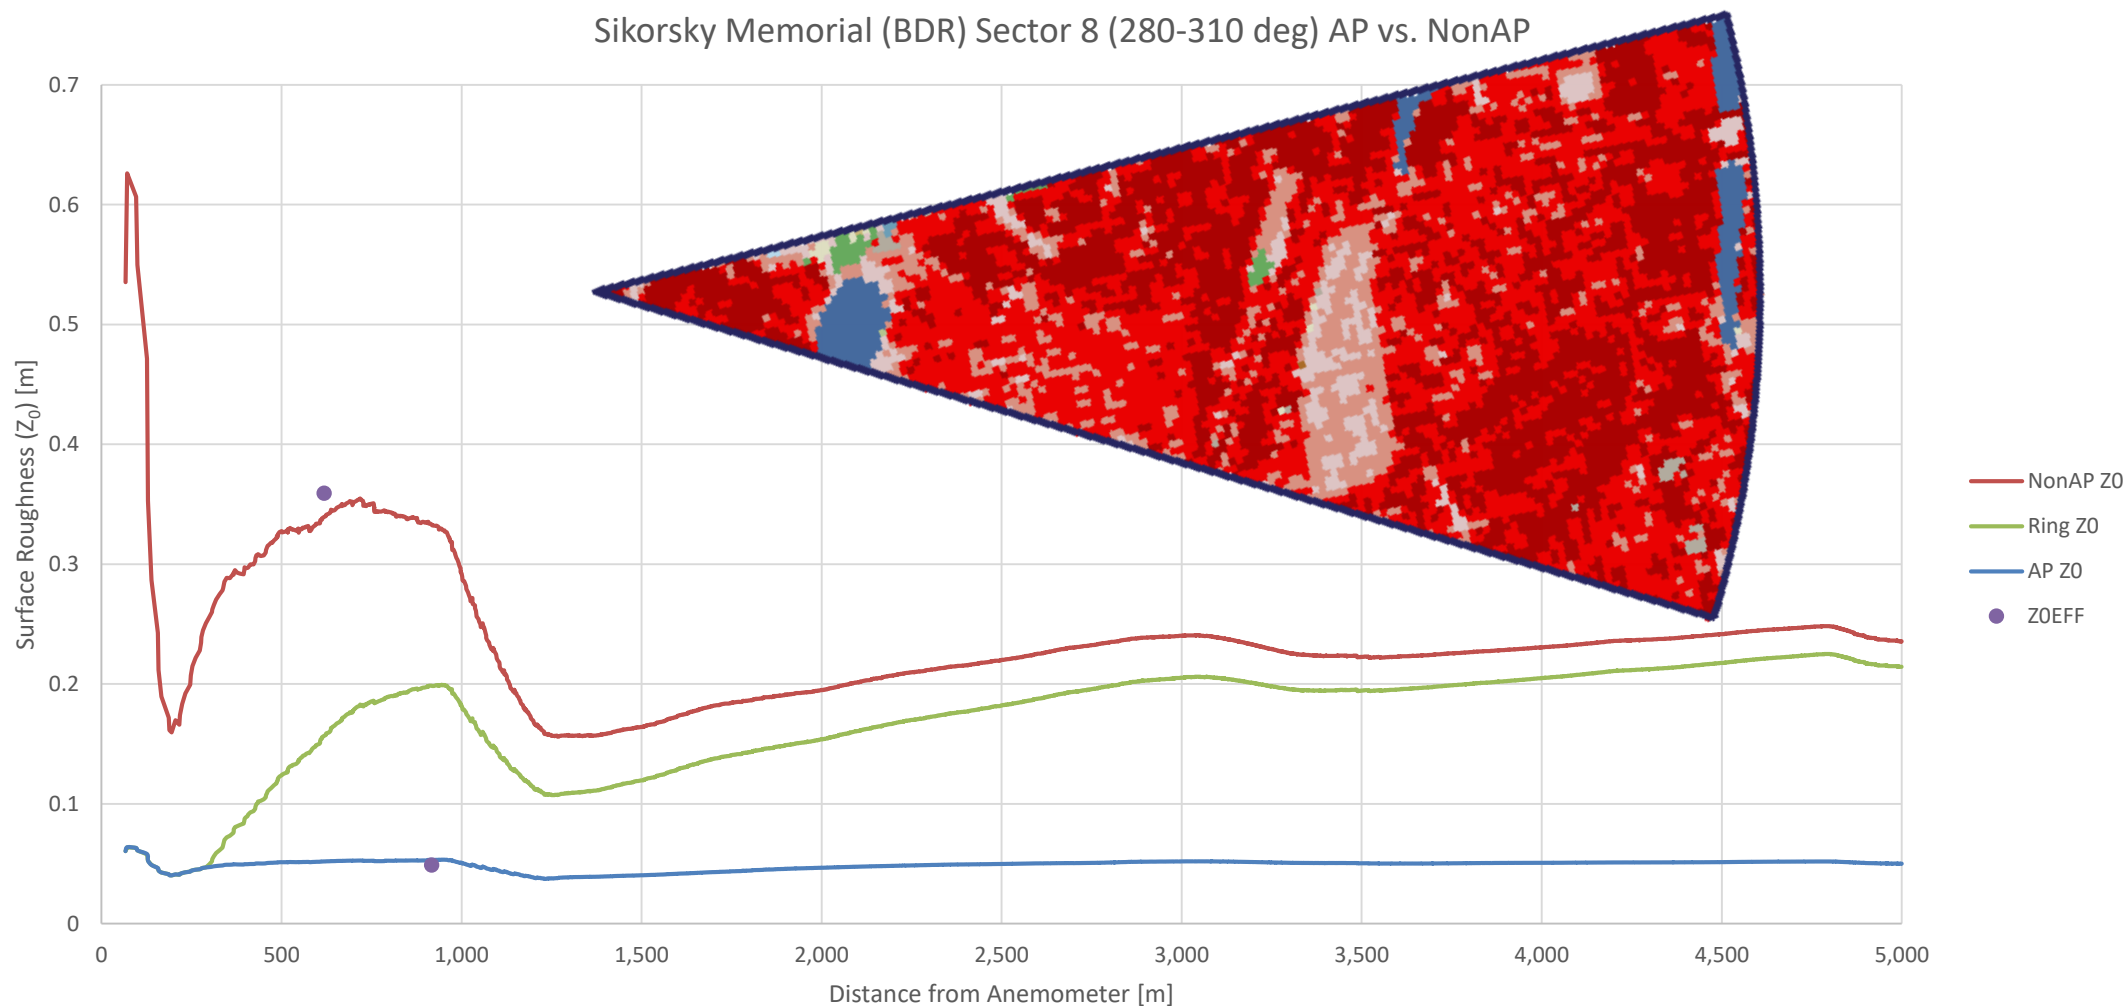 Sikorsky Memorial (BDR) Sector 8 (280-310 deg) AP vs. NonAP
0.7
0.6
0.5
0.4
0.3
0.2
0.1
0
Surface Roughness (Z₀) [m]
0 500 1,000 1,500 2,000 2,500 3,000 3,500 4,000 4,500 5,000
Distance from Anemometer [m]
NonAP Z0
Ring Z0
AP Z0
Z0EFF